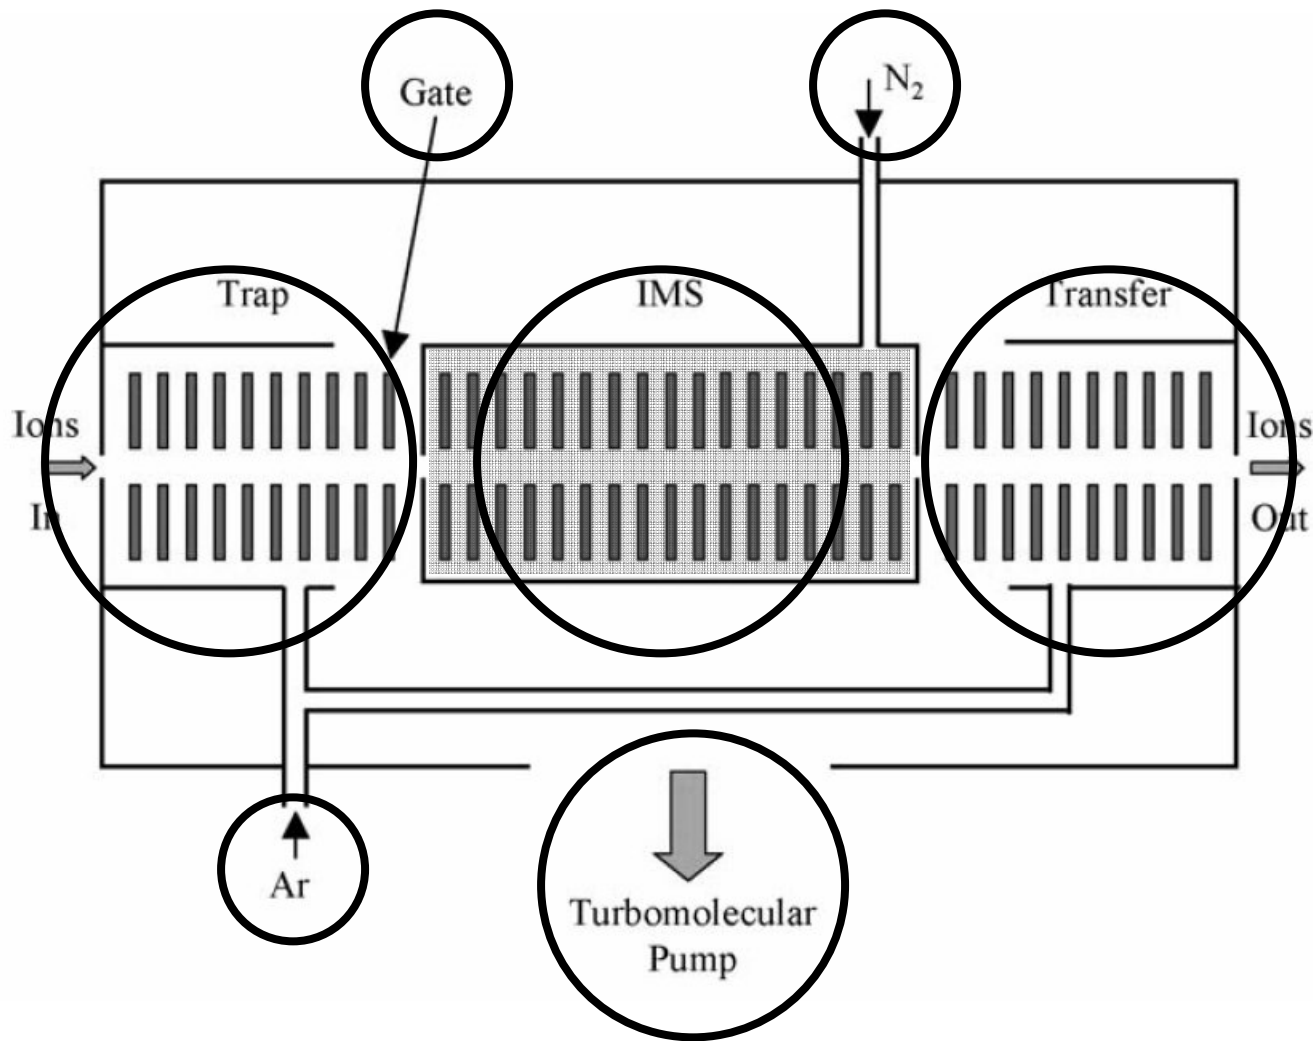 Gate
N₂
Trap
IMS
Transfer
Ions
In
Ions
Out
Ar
Turbomolecular
Pump